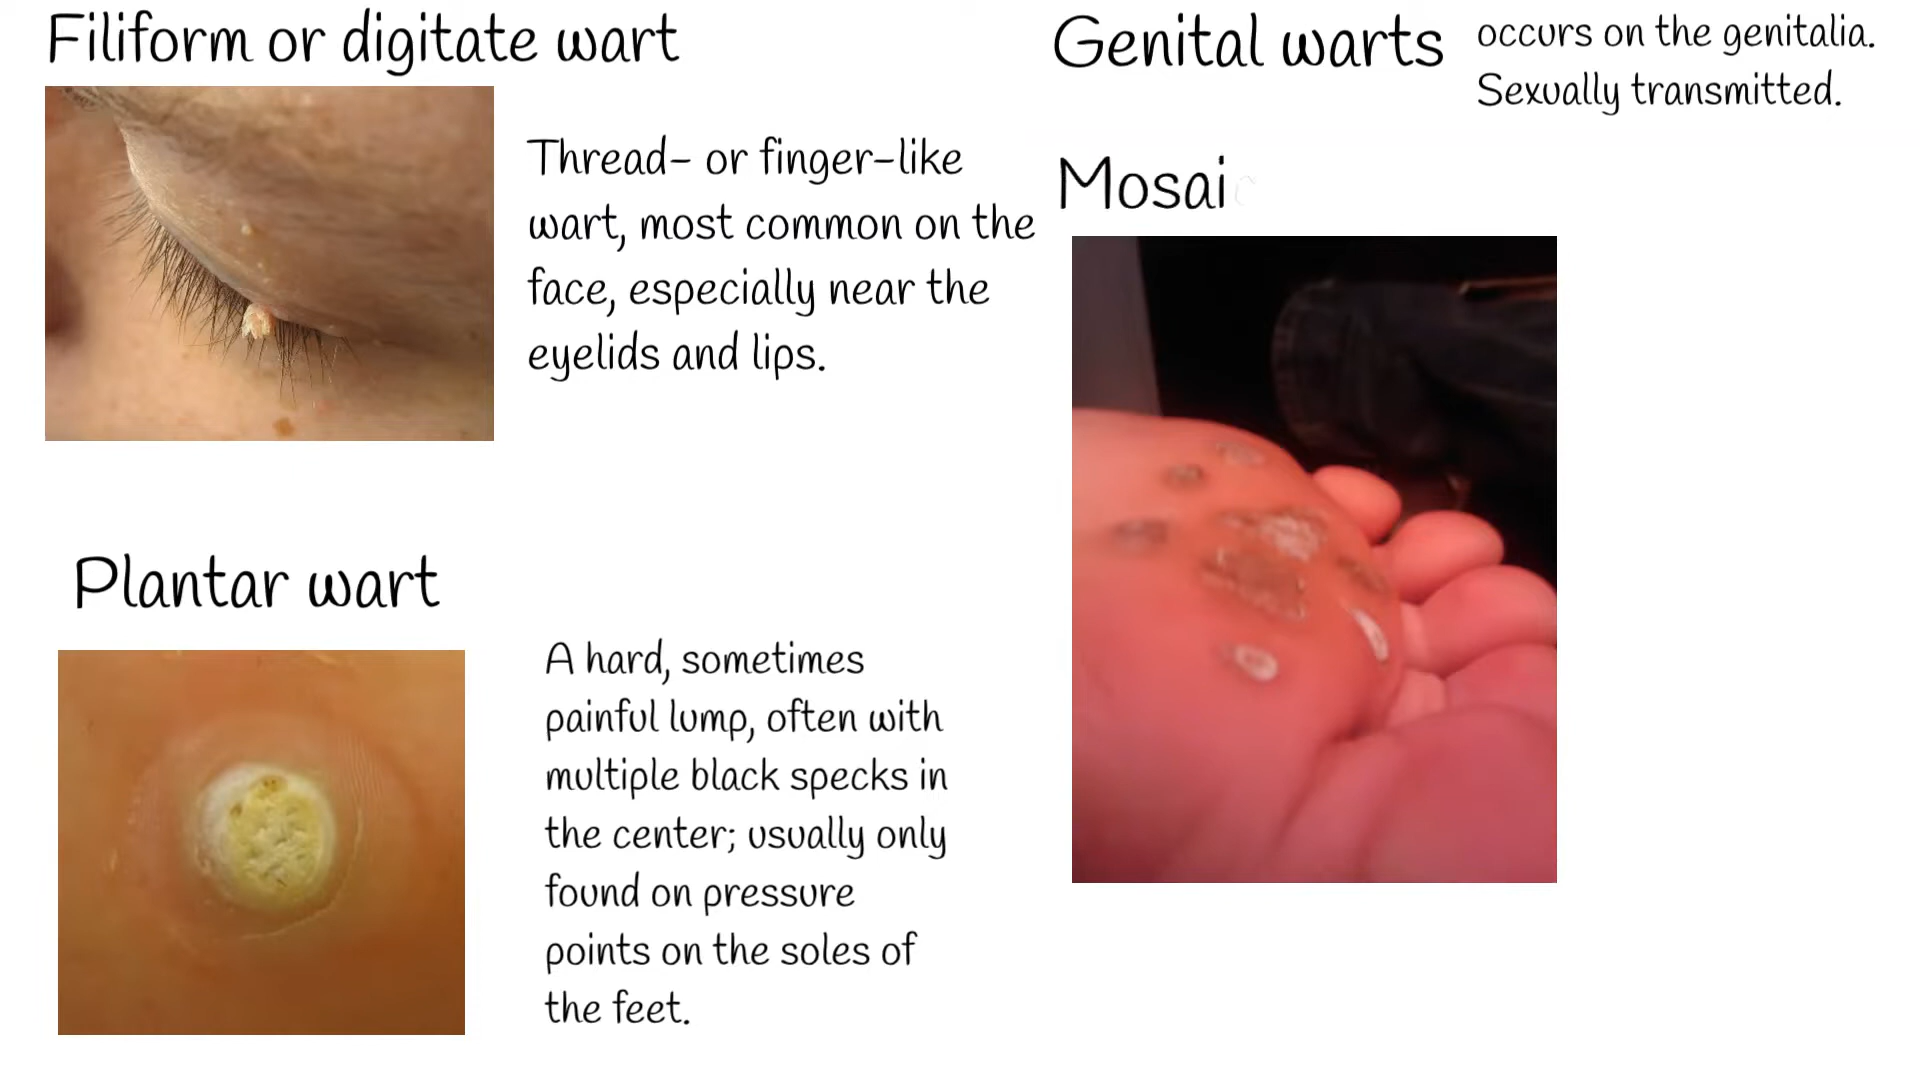 Filiform or digitate wart
Thread- or finger-like
wart, most common on the
face, especially near the
eyelids and lips.
Plantar wart
A hard, sometimes
painful lump, often with
multiple black specks in
the center; usually only
found on pressure
points on the soles of
the feet.
Genital warts
occurs on the genitalia.
Sexually transmitted.
Mosai